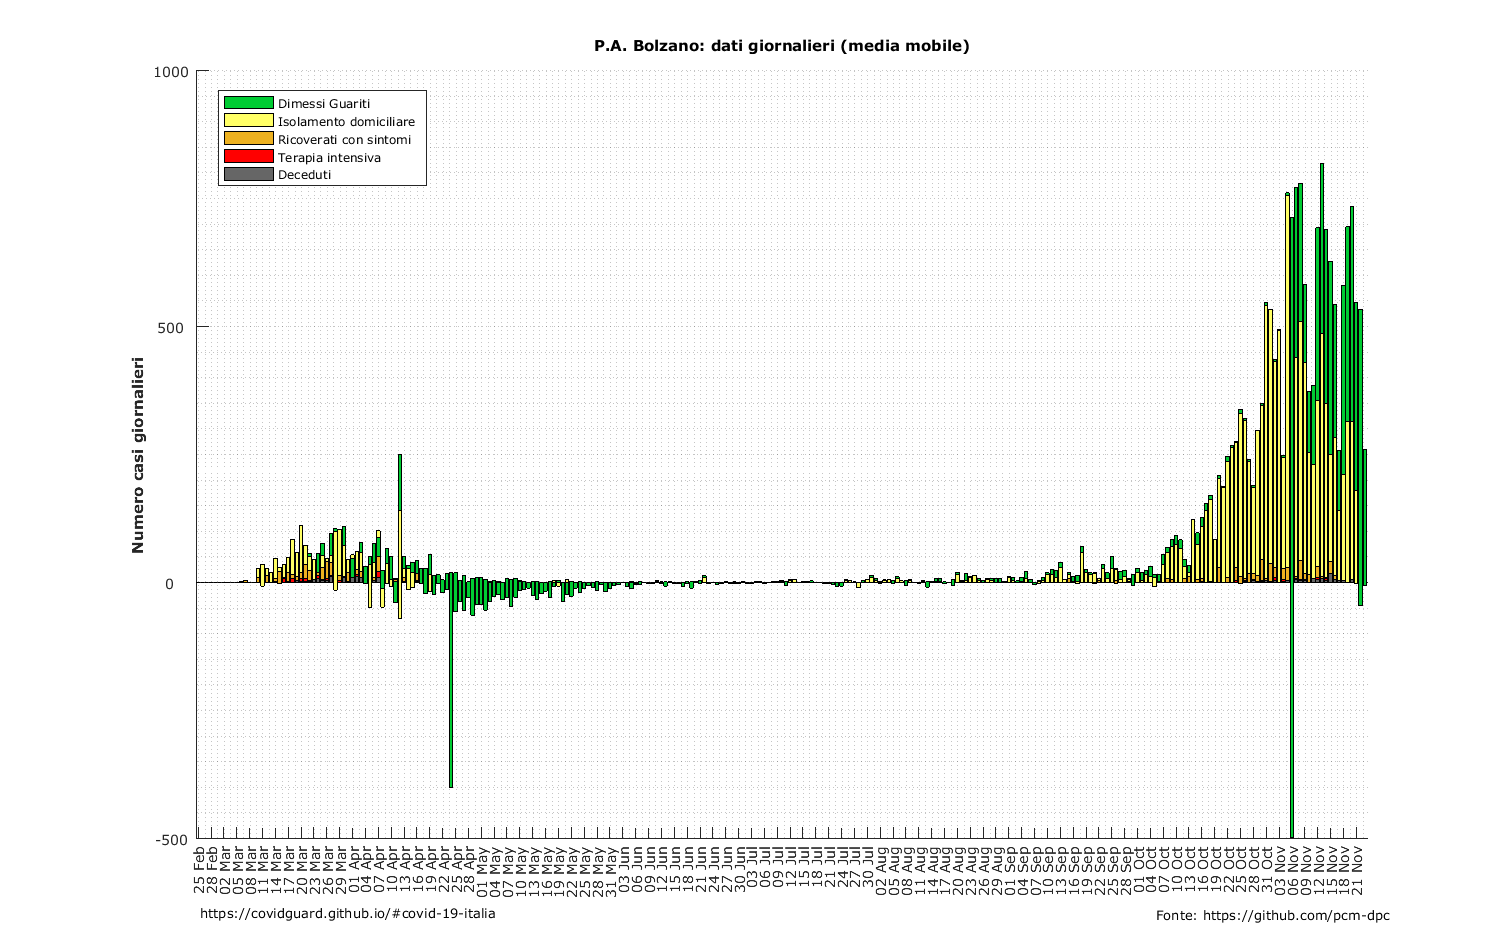 P.A. Bolzano: dati giornalieri (media mobile)
1000
Dimessi Guariti
Isolamento domiciliare
Ricoverati con sintomi
Terapia intensiva
Deceduti
500
Numero casi giornalieri
0
-500
25 Feb
28 Feb
02 Mar
05 Mar
08 Mar
11 Mar
14 Mar
17 Mar
20 Mar
23 Mar
26 Mar
29 Mar
01 Apr
04 Apr
07 Apr
10 Apr
13 Apr
16 Apr
19 Apr
22 Apr
25 Apr
28 Apr
01 May
04 May
07 May
10 May
13 May
16 May
19 May
22 May
25 May
28 May
31 May
03 Jun
06 Jun
09 Jun
12 Jun
15 Jun
18 Jun
21 Jun
24 Jun
27 Jun
30 Jun
03 Jul
06 Jul
09 Jul
12 Jul
15 Jul
18 Jul
21 Jul
24 Jul
27 Jul
30 Jul
02 Aug
05 Aug
08 Aug
11 Aug
14 Aug
17 Aug
20 Aug
23 Aug
26 Aug
29 Aug
01 Sep
04 Sep
07 Sep
10 Sep
13 Sep
16 Sep
19 Sep
22 Sep
25 Sep
28 Sep
01 Oct
04 Oct
07 Oct
10 Oct
13 Oct
16 Oct
19 Oct
22 Oct
25 Oct
28 Oct
31 Oct
03 Nov
06 Nov
09 Nov
12 Nov
15 Nov
18 Nov
21 Nov
https://covidguard.github.io/#covid-19-italia
Fonte: https://github.com/pcm-dpc